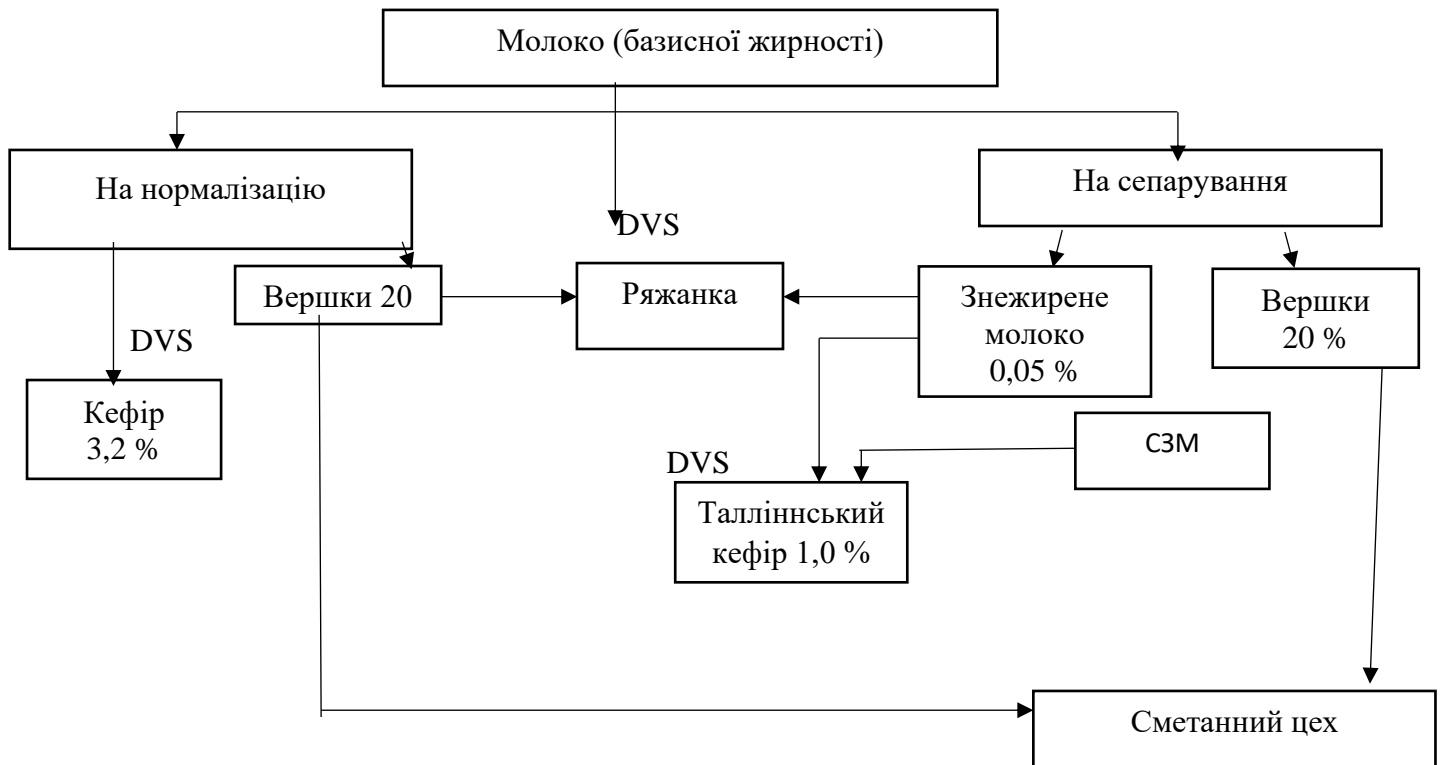 Молоко (базисної жирності)
На нормалізацію
На сепарування
DVS
Вершки 20
Ряжанка
Знежирене
молоко
0,05 %
Вершки
20 %
DVS
Кефір
3,2 %
СЗМ
DVS
Талліннський
кефір 1,0 %
Сметанний цех